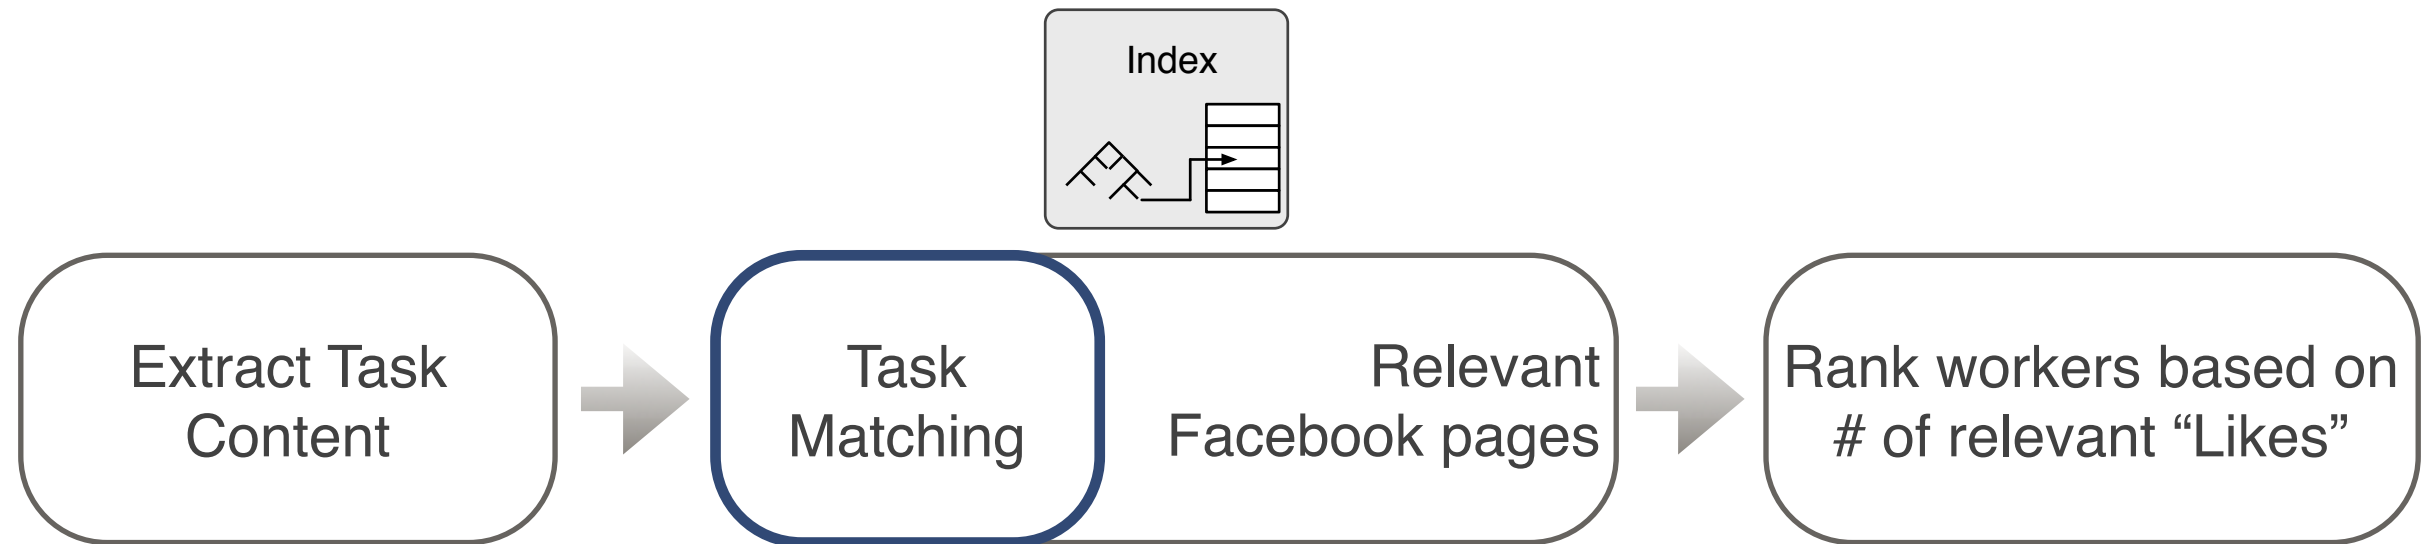 Index
Extract Task
Content
Task
Matching
Relevant
Facebook pages
Rank workers based on
# of relevant “Likes”